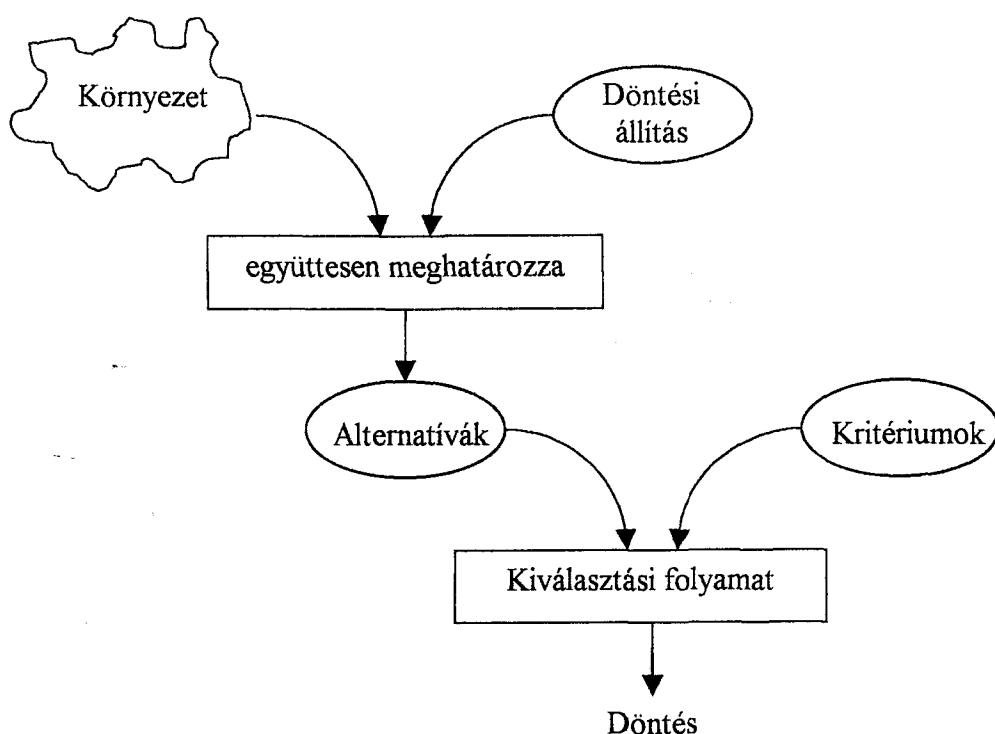 Környezet
Döntési
állítás
együttesen meghatározza
Alternatívák
Kritériumok
Kiválasztási folyamat
Döntés